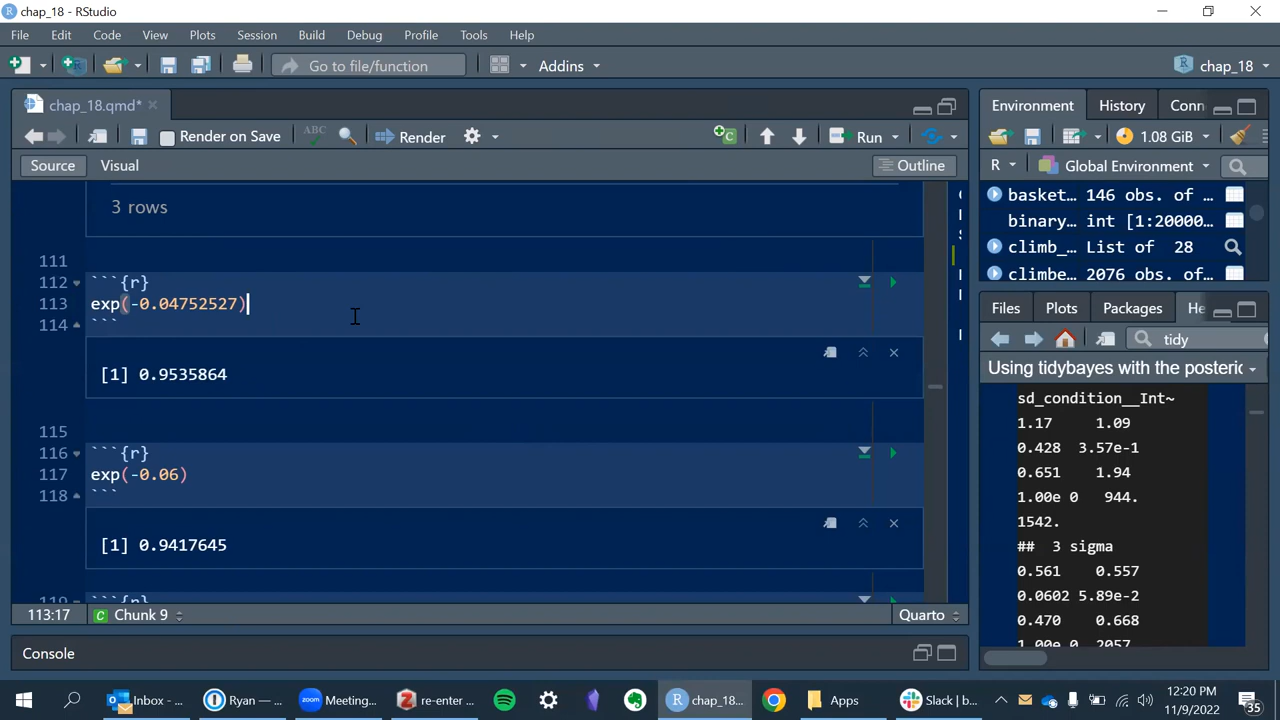 chap_18 - RStudio
File Edit Code View Plots Session Build Debug Profile Tools Help
Go to file/function Addins chap_18
chap_18.qmd*
Render on Save ABC Render Run
Source Visual Outline
3 rows
111
112 ```{r}
113 exp(-0.04752527)
114 ```
[1] 0.9535864
115
116 ```{r}
117 exp(-0.06)
118 ```
[1] 0.9417645
119 ```{r}
113:17 C Chunk 9 Quarto
Console
Environment History Conn
1.08 GiB
R Global Environment
basket... 146 obs. of ...
binary... int [1:20000...
climb_... List of 28
climbe... 2076 obs. of ...
Files Plots Packages He
tidy
Using tidybayes with the posteric
sd_condition__Int~
1.17 1.09
0.428 3.57e-1
0.651 1.94
1.00e 0 944.
1542.
## 3 sigma
0.561 0.557
0.0602 5.89e-2
0.470 0.668
1.00e 0 2057.
Inbox - ... Ryan — ... Meeting... re-enter ... chap_18... Apps Slack | b...
12:20 PM
11/9/2022
35